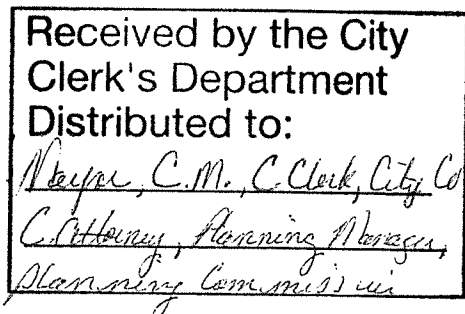 Received by the City
Clerk's Department
Distributed to:
Mayor, C.M., C Clerk, City Co
C. Attorney, Planning Manager,
planning Commission